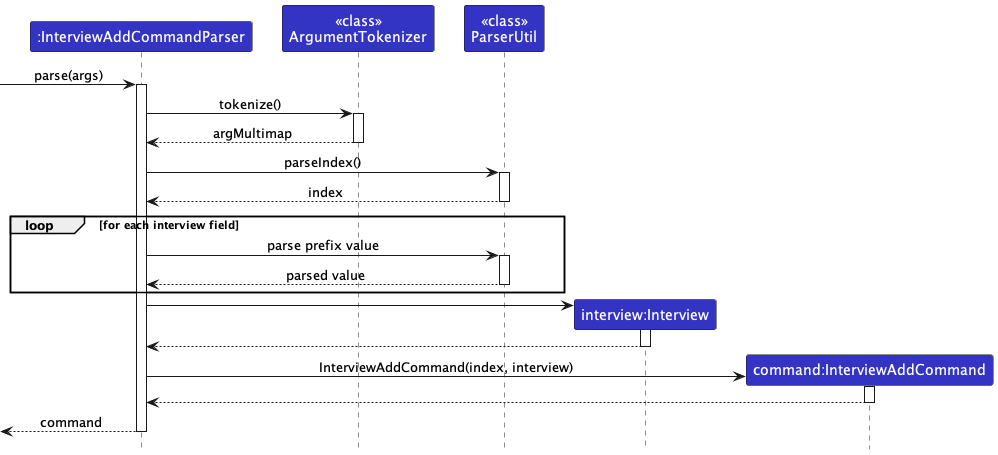 :InterviewAddCommandParser
«class»
ArgumentTokenizer
«class»
ParserUtil
parse(args)
tokenize()
argMultimap
parseIndex()
index
loop
[for each interview field]
parse prefix value
parsed value
interview:Interview
InterviewAddCommand(index, interview)
command:InterviewAddCommand
command